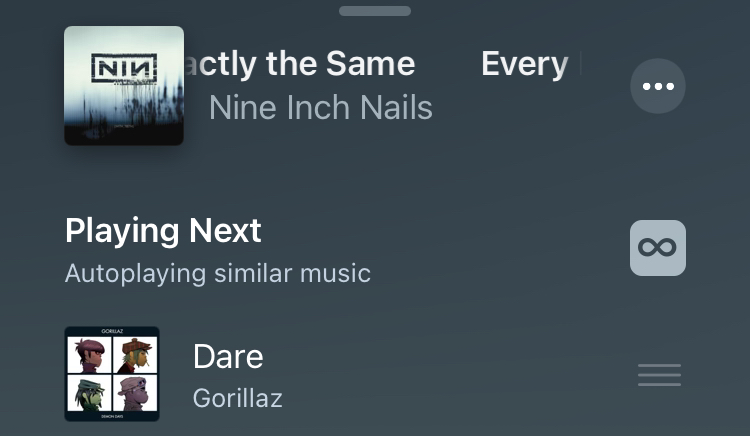 NIN
actly the Same Every
Nine Inch Nails
Playing Next
Autoplaying similar music
GORILLAZ
DEMON DAYS
Dare
Gorillaz